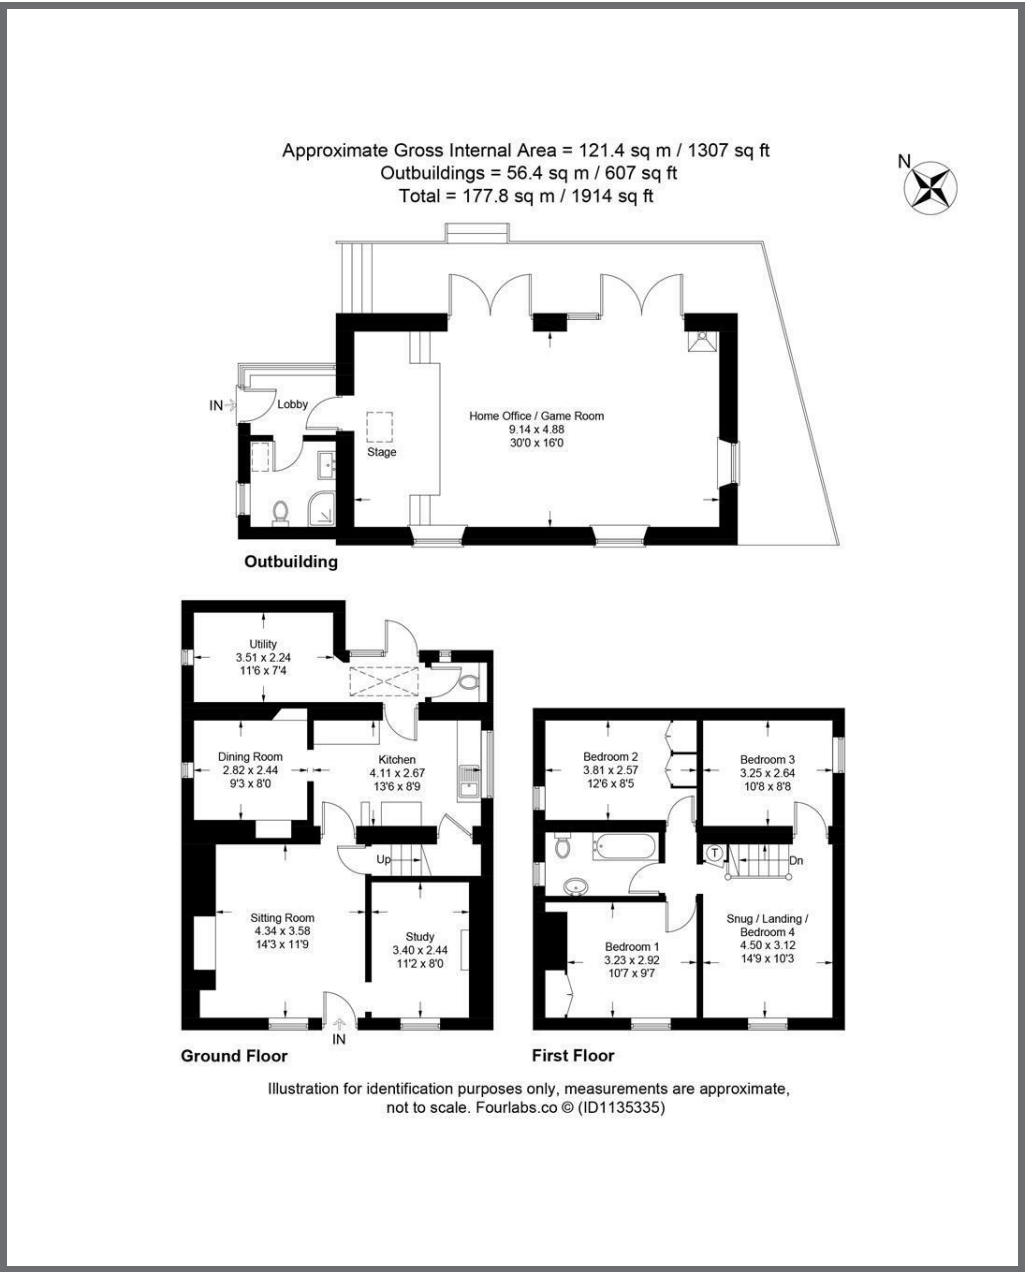 Approximate Gross Internal Area = 121.4 sq m / 1307 sq ft
Outbuildings = 56.4 sq m / 607 sq ft
Total = 177.8 sq m / 1914 sq ft
N
IN
Lobby
Home Office / Game Room
9.14 x 4.88
30'0 x 16'0
Stage
Outbuilding
Utility
3.51 x 2.24
11'6 x 7'4
Dining Room
2.82 x 2.44
9'3 x 8'0
Kitchen
4.11 x 2.67
13'6 x 8'9
Up
Sitting Room
4.34 x 3.58
14'3 x 11'9
Study
3.40 x 2.44
11'2 x 8'0
IN
Ground Floor
Bedroom 2
3.81 x 2.57
12'6 x 8'5
Bedroom 3
3.25 x 2.64
10'8 x 8'8
T
Dn
Snug / Landing /
Bedroom 4
4.50 x 3.12
14'9 x 10'3
Bedroom 1
3.23 x 2.92
10'7 x 9'7
First Floor
Illustration for identification purposes only, measurements are approximate,
not to scale. Fourlabs.co © (ID1135335)